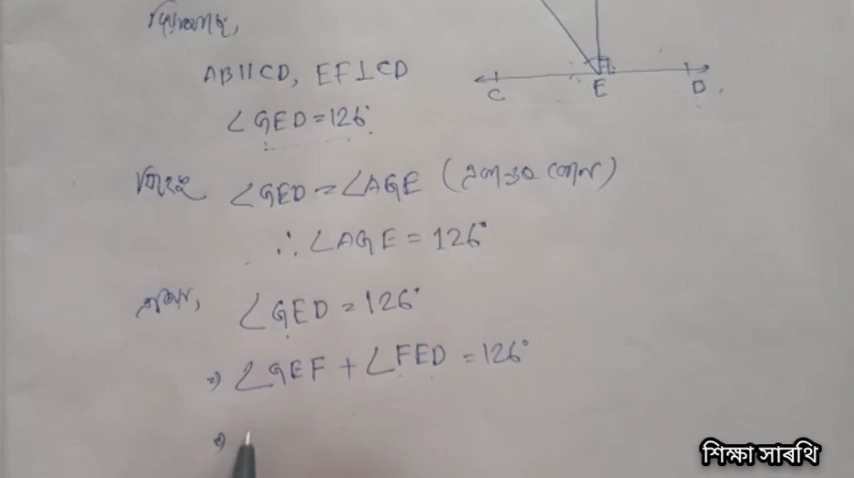 দিয়া আছে,
AB||CD, EF⊥CD
C E D
∠GED=126°
∠GED = ∠AGE (একান্তৰ কোণ)
∴ ∠AGE = 126°
∠GED = 126°
⇒ ∠GEF + ∠FED = 126°
⇒
শিক্ষা সাৰথি